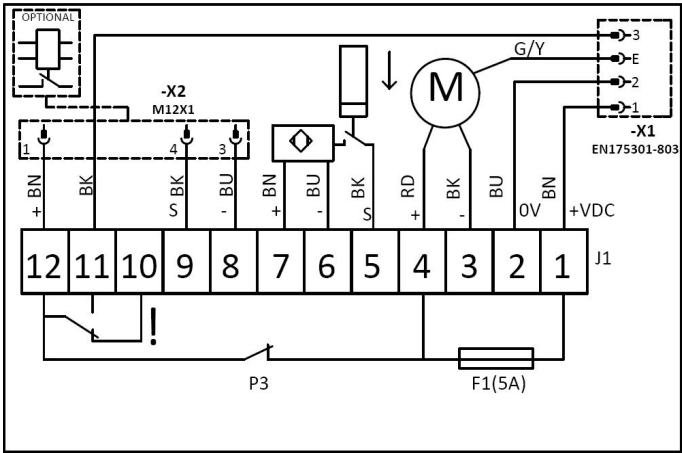 OPTIONAL
3
G/Y
E
2
1
-X1
EN175301-803
-X2
M12X1
1
4
3
M
BN
BK
BK
BU
BN
BU
BK
RD
BK
BU
BN
+
S
-
+
-
S
+
-
0V
+VDC
12
11
10
9
8
7
6
5
4
3
2
1
J1
!
P3
F1(5A)